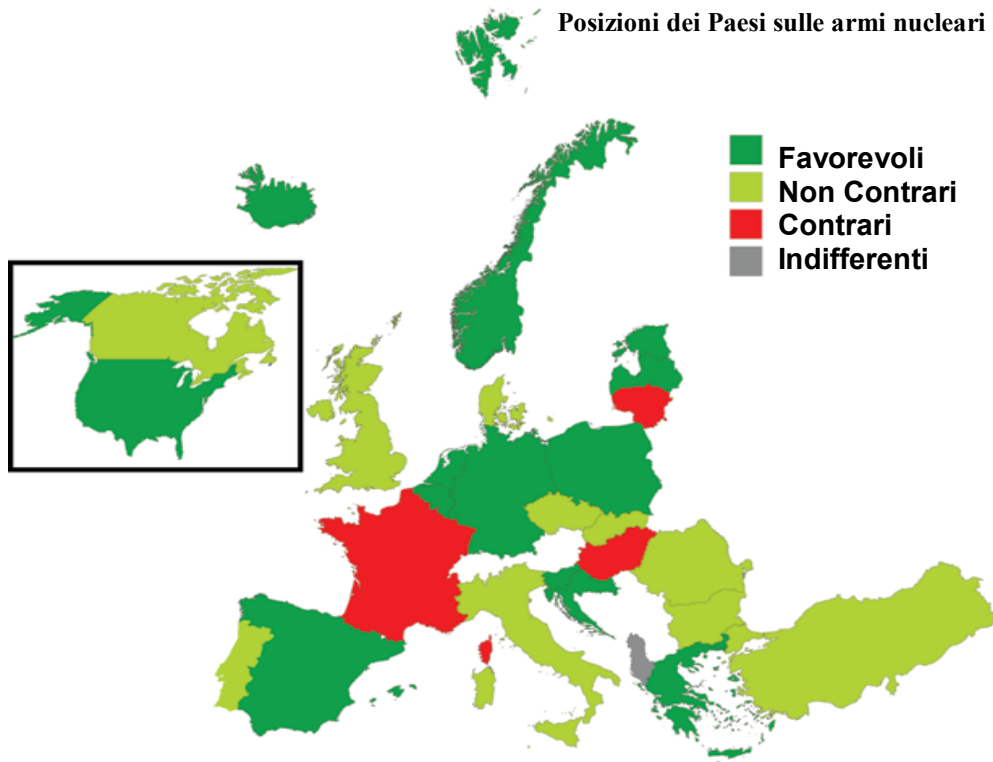 Posizioni dei Paesi sulle armi nucleari
Favorevoli
Non Contrari
Contrari
Indifferenti